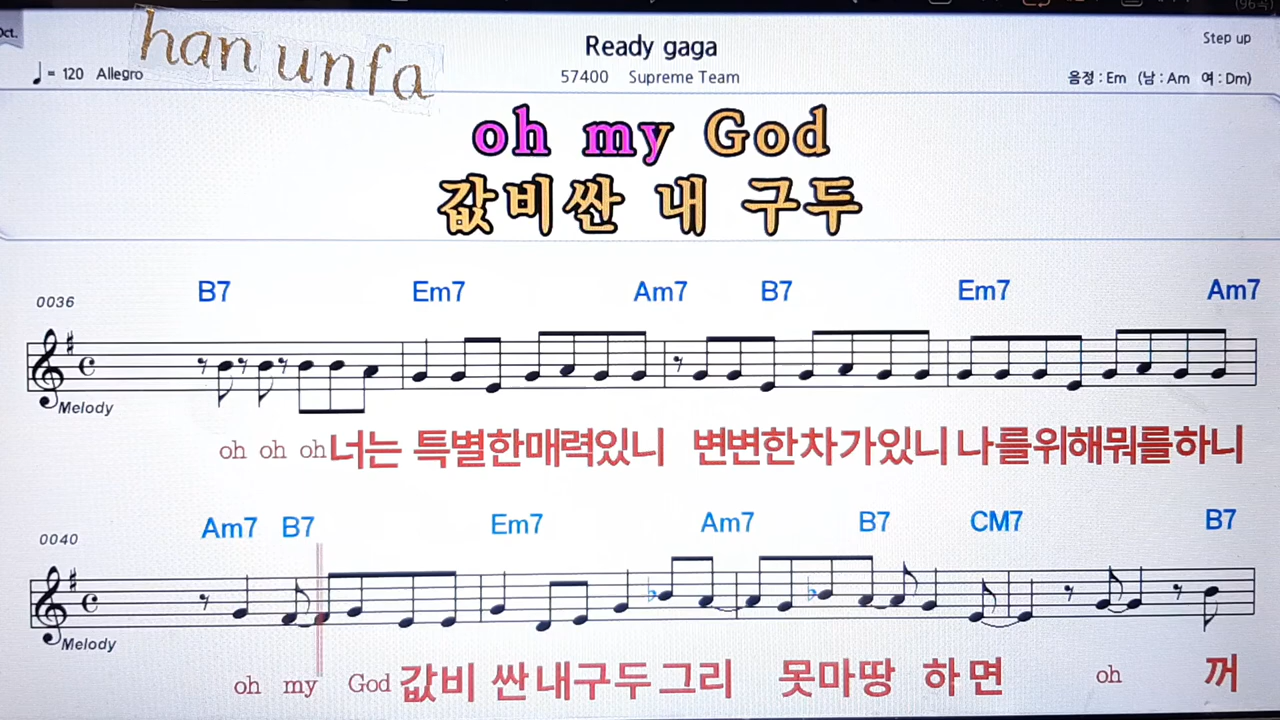 (96곡)
Oct.
han unfa
Ready gaga
Step up
♩ = 120 Allegro
57400 Supreme Team
음정 : Em (남 : Am 여 : Dm)
oh my God
값비싼 내 구두
B7 Em7 Am7 B7 Em7 Am7
0036
Melody
oh oh oh 너는 특별한매력있니 변변한차가있니 나를위해뭐를하니
Am7 B7 Em7 Am7 B7 CM7 B7
0040
Melody
oh my God 값비 싼내구두그리 못마땅 하면 oh 꺼